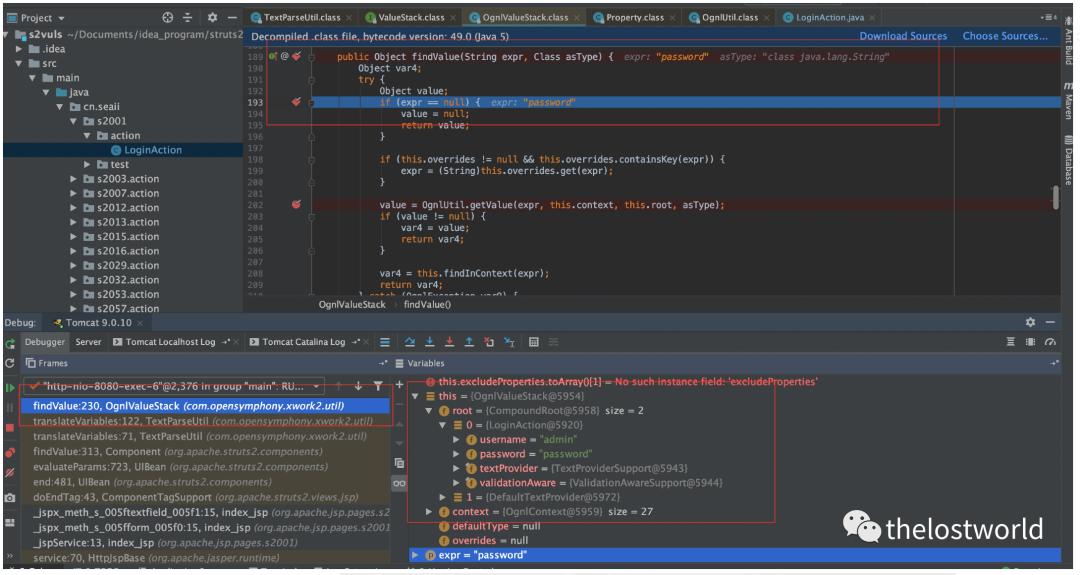 Project
TextParseUtil.class
ValueStack.class
OgnlValueStack.class
Property.class
OgnlUtil.class
LoginAction.java
s2vuls ~/Documents/idea_program/struts2
Decompiled .class file, bytecode version: 49.0 (Java 5)
Download Sources
Choose Sources...
.idea
src
main
java
cn.seaii
s2001
action
LoginAction
test
s2003.action
s2007.action
s2012.action
s2013.action
s2015.action
s2016.action
s2029.action
s2032.action
s2053.action
s2057.action
189 public Object findValue(String expr, Class asType) { expr: "password" asType: "class java.lang.String"
190 Object var4;
191 try {
192 Object value;
193 if (expr == null) { expr: "password"
194 value = null;
195 return value;
196 }
197
198 if (this.overrides != null && this.overrides.containsKey(expr)) {
199 expr = (String)this.overrides.get(expr);
200 }
201
202 value = OgnlUtil.getValue(expr, this.context, this.root, asType);
203 if (value != null) {
204 var4 = value;
205 return var4;
206 }
207
208 var4 = this.findInContext(expr);
209 return var4;
} catch (OgnlException var9) {
OgnlValueStack › findValue()
Ant Build
Maven
Database
Debug:
Tomcat 9.0.10
Debugger
Server
Tomcat Localhost Log
Tomcat Catalina Log
Frames
Variables
"http-nio-8080-exec-6"@2,376 in group "main": RU...
findValue:230, OgnlValueStack (com.opensymphony.xwork2.util)
translateVariables:122, TextParseUtil (com.opensymphony.xwork2.util)
translateVariables:71, TextParseUtil (com.opensymphony.xwork2.util)
findValue:313, Component (org.apache.struts2.components)
evaluateParams:723, UIBean (org.apache.struts2.components)
end:481, UIBean (org.apache.struts2.components)
doEndTag:43, ComponentTagSupport (org.apache.struts2.views.jsp)
_jspx_meth_s_005ftextfield_005f1:15, index_jsp (org.apache.jsp.pages.s2
_jspx_meth_s_005fform_005f0:15, index_jsp (org.apache.jsp.pages.s2001
_jspService:13, index_jsp (org.apache.jsp.pages.s2001)
service:70, HttpJspBase (org.apache.jasper.runtime)
this.excludeProperties.toArray()[1] = No such instance field: 'excludeProperties'
this = {OgnlValueStack@5954}
root = {CompoundRoot@5958} size = 2
0 = {LoginAction@5920}
username = "admin"
password = "password"
textProvider = {TextProviderSupport@5943}
validationAware = {ValidationAwareSupport@5944}
1 = {DefaultTextProvider@5972}
context = {OgnlContext@5959} size = 27
defaultType = null
overrides = null
expr = "password"
thelostworld